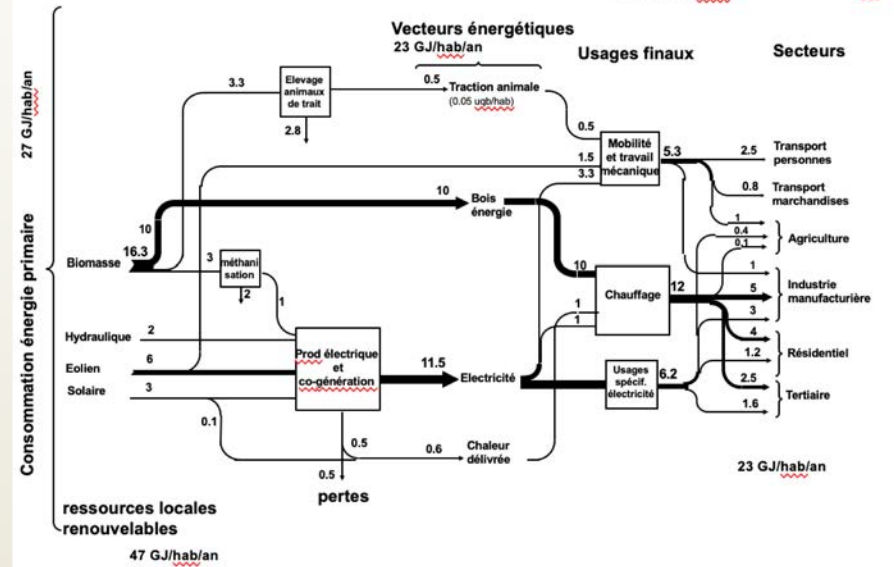 Vecteurs énergétiques
23 GJ/hab/an
Usages finaux
Secteurs
27 GJ/hab/an
Consommation énergie primaire
3.3
Elevage
animaux
de trait
2.8
0.5
Traction animale
(0.05 ugb/hab)
0.5
1.5
3.3
Mobilité
et travail
mécanique
5.3
2.5
Transport
personnes
0.8
Transport
marchandises
10
Bois
énergie
10
Biomasse
16.3
3
méthani
sation
2
1
10
Chauffage
12
1
1
1
0.4
0.1
Agriculture
1
5
3
Industrie
manufacturière
4
1.2
Résidentiel
2.5
1.6
Tertiaire
Hydraulique
2
Eolien
6
Solaire
3
0.1
Prod électrique
et
co-génération
11.5
Electricité
Usages
spécif.
électricité
6.2
0.5
0.6
Chaleur
délivrée
0.5
pertes
23 GJ/hab/an
ressources locales
renouvelables
47 GJ/hab/an